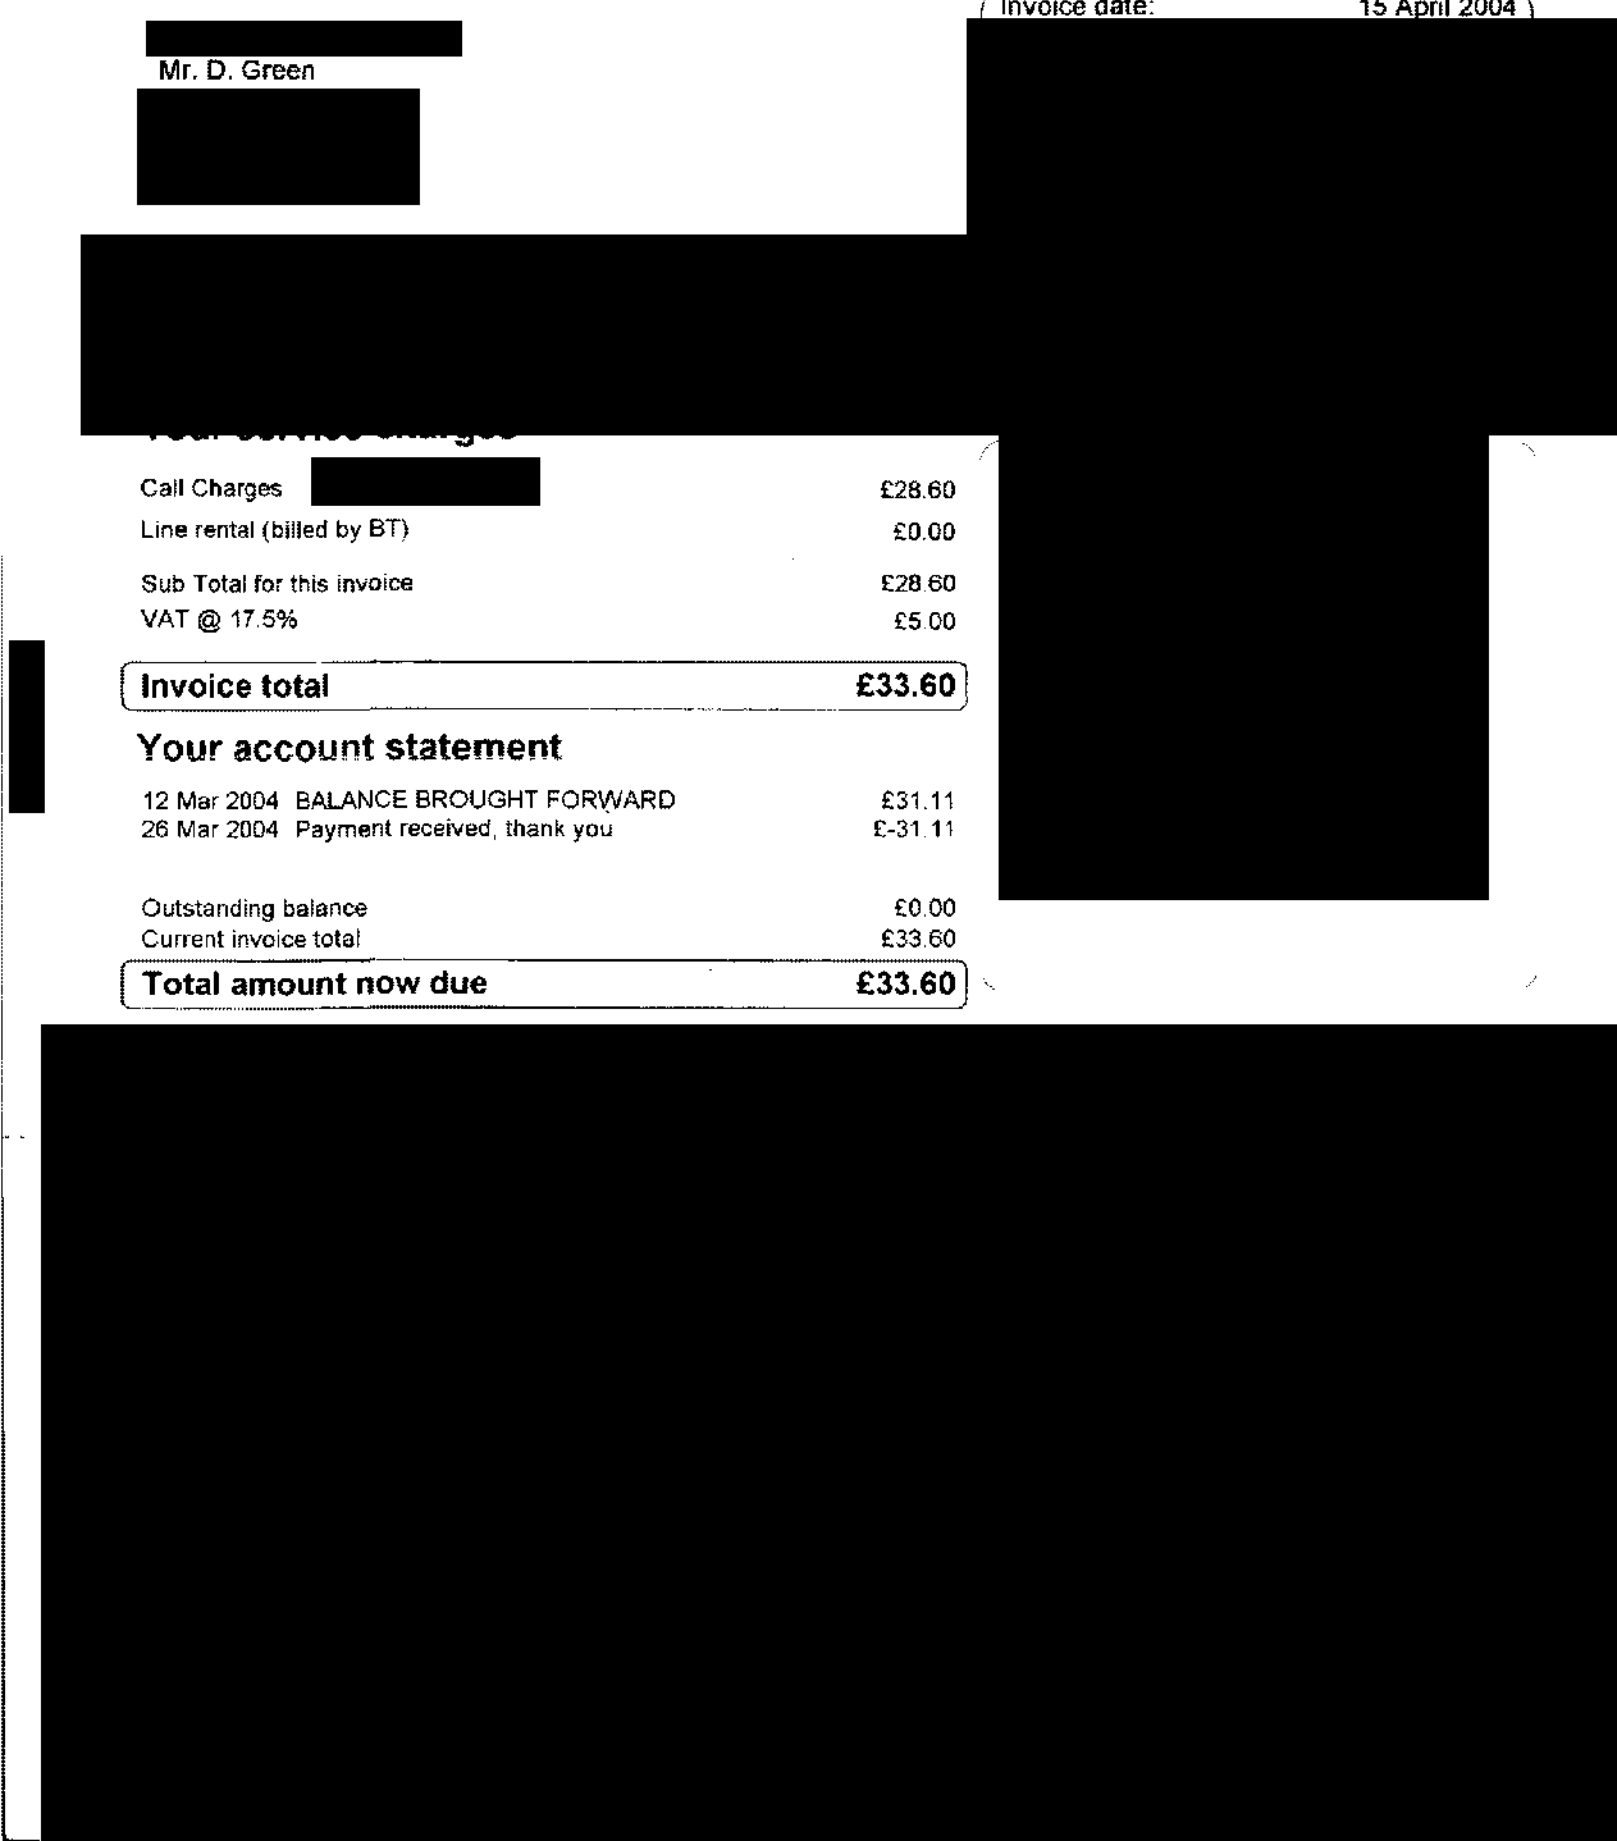 Invoice date: 15 April 2004
Mr. D. Green
Your service charges
Call Charges £28.60
Line rental (billed by BT) £0.00
Sub Total for this invoice £28.60
VAT @ 17.5% £5.00
Invoice total £33.60
Your account statement
12 Mar 2004 BALANCE BROUGHT FORWARD £31.11
26 Mar 2004 Payment received, thank you £-31.11
Outstanding balance £0.00
Current invoice total £33.60
Total amount now due £33.60